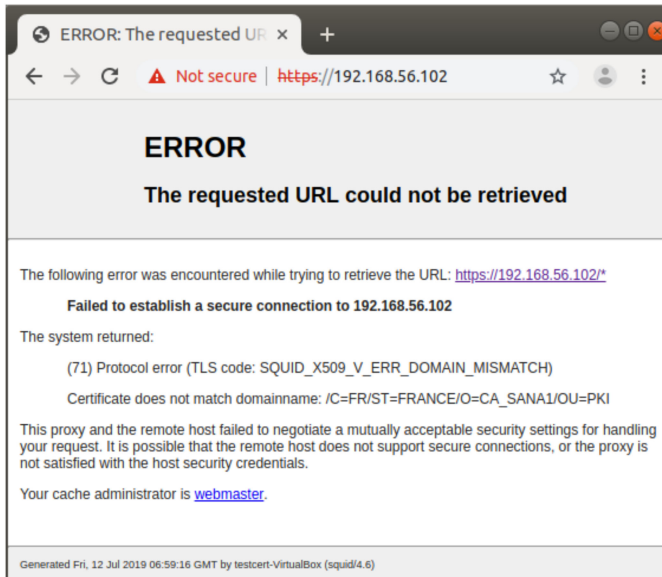 ERROR: The requested UR
Not secure | https://192.168.56.102
ERROR
The requested URL could not be retrieved
The following error was encountered while trying to retrieve the URL: https://192.168.56.102/*
Failed to establish a secure connection to 192.168.56.102
The system returned:
(71) Protocol error (TLS code: SQUID_X509_V_ERR_DOMAIN_MISMATCH)
Certificate does not match domainname: /C=FR/ST=FRANCE/O=CA_SANA1/OU=PKI
This proxy and the remote host failed to negotiate a mutually acceptable security settings for handling
your request. It is possible that the remote host does not support secure connections, or the proxy is
not satisfied with the host security credentials.
Your cache administrator is webmaster.
Generated Fri, 12 Jul 2019 06:59:16 GMT by testcert-VirtualBox (squid/4.6)